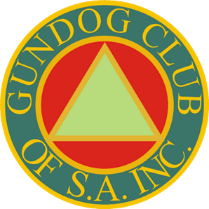 GUNDOG CLUB
OF S.A. INC.